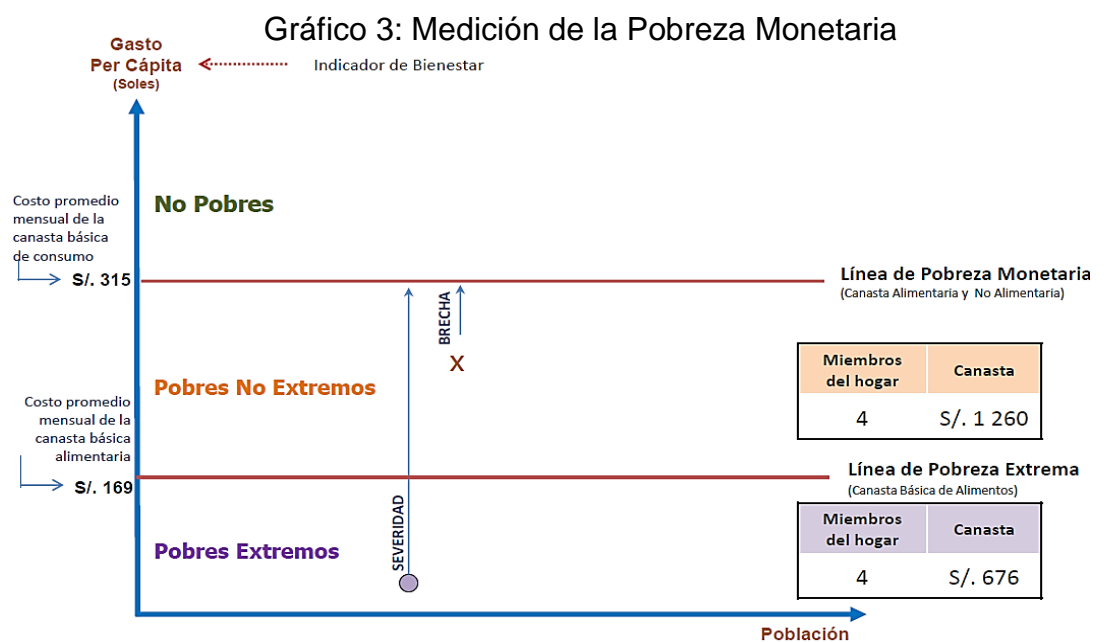 Gráfico 3: Medición de la Pobreza Monetaria
Gasto
Per Cápita
(Soles)
Indicador de Bienestar
Costo promedio
mensual de la
canasta básica
de consumo
S/. 315
No Pobres
Línea de Pobreza Monetaria
(Canasta Alimentaria y No Alimentaria)
BRECHA
X
Pobres No Extremos
Miembros
del hogar
Canasta
4
S/. 1 260
Costo promedio
mensual de la
canasta básica
alimentaria
S/. 169
Línea de Pobreza Extrema
(Canasta Básica de Alimentos)
SEVERIDAD
Pobres Extremos
Miembros
del hogar
Canasta
4
S/. 676
Población